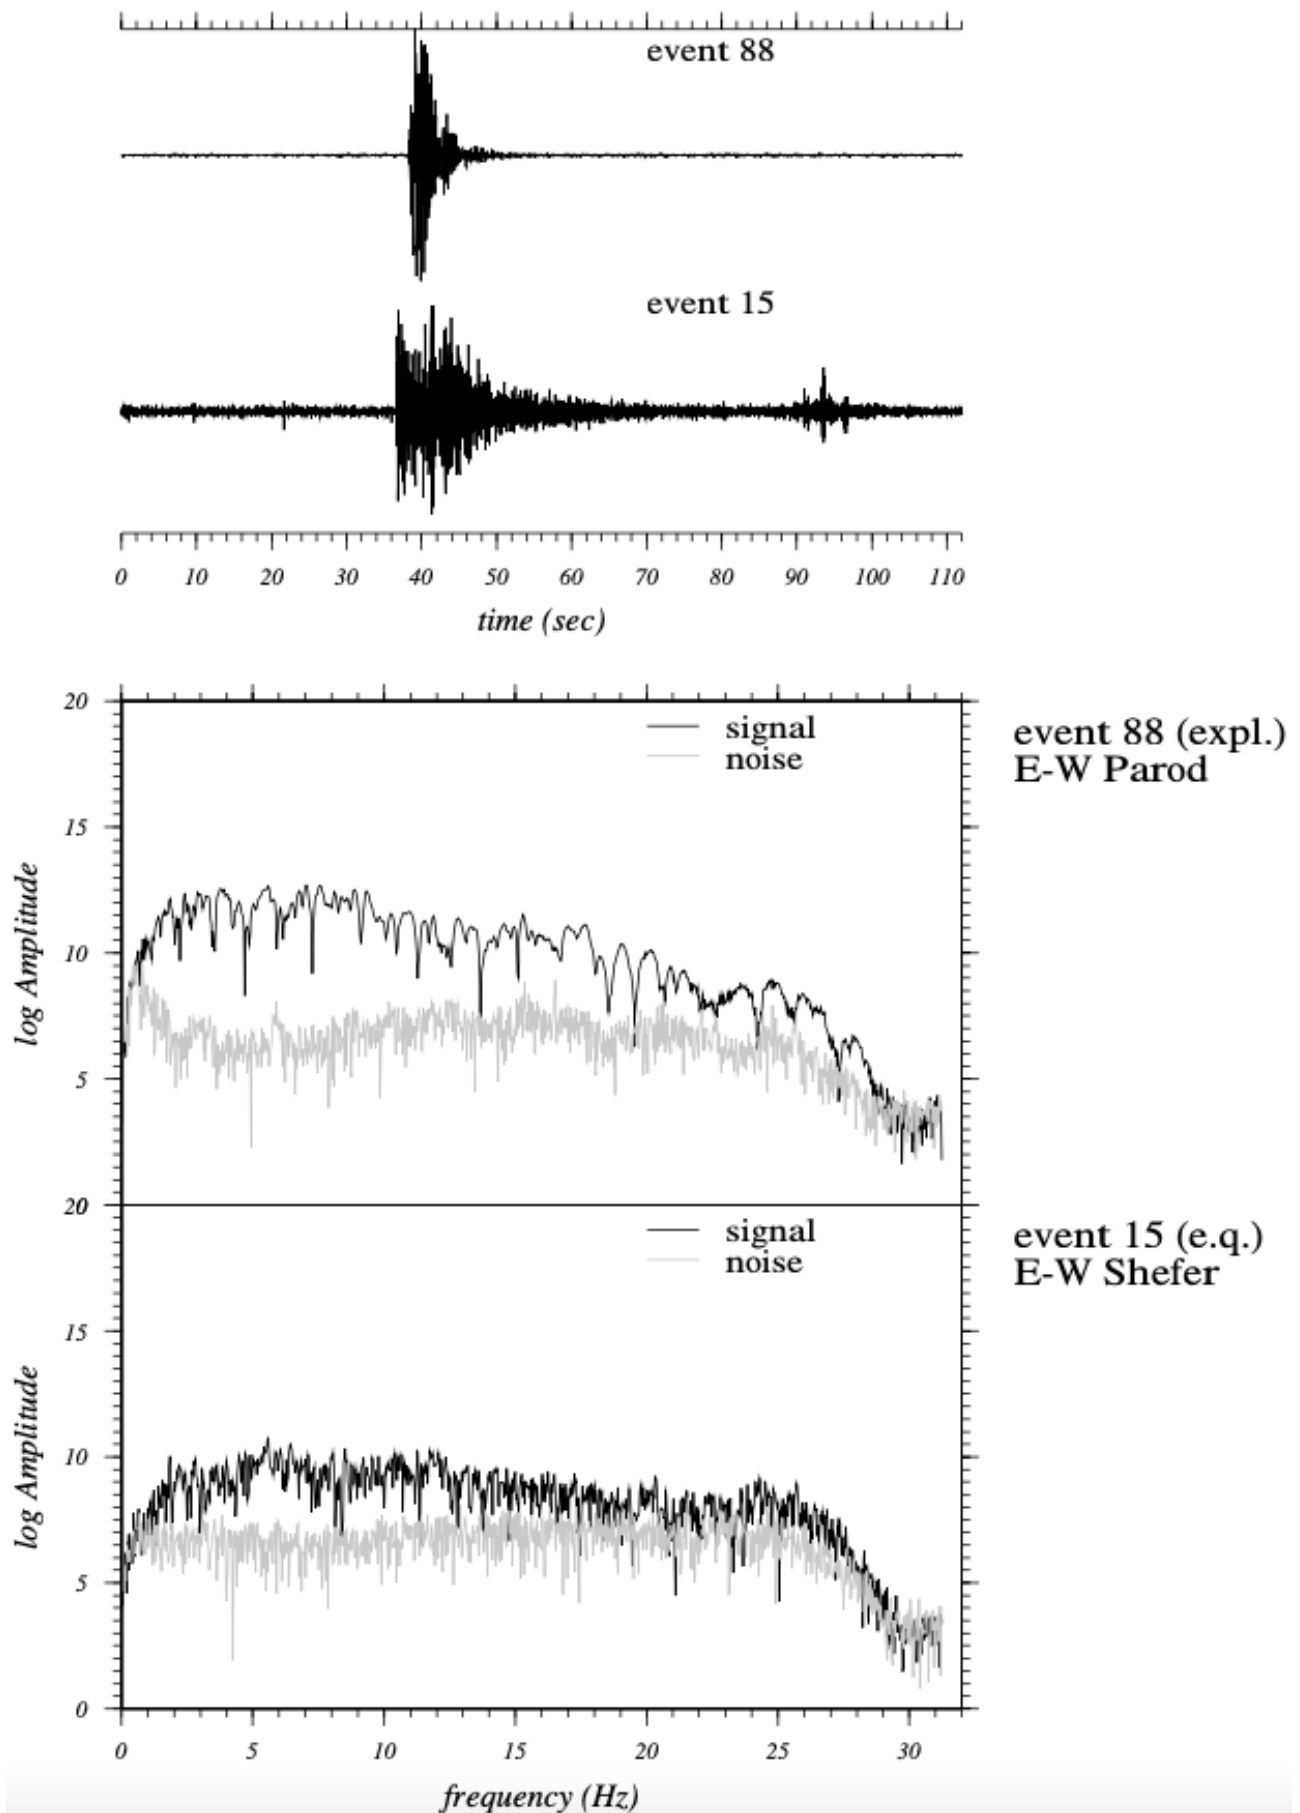 event 88
event 15
0 10 20 30 40 50 60 70 80 90 100 110
time (sec)
20
signal
noise
event 88 (expl.)
E-W Parod
15
log Amplitude
10
5
20
signal
noise
event 15 (e.q.)
E-W Shefer
15
log Amplitude
10
5
0
0 5 10 15 20 25 30
frequency (Hz)